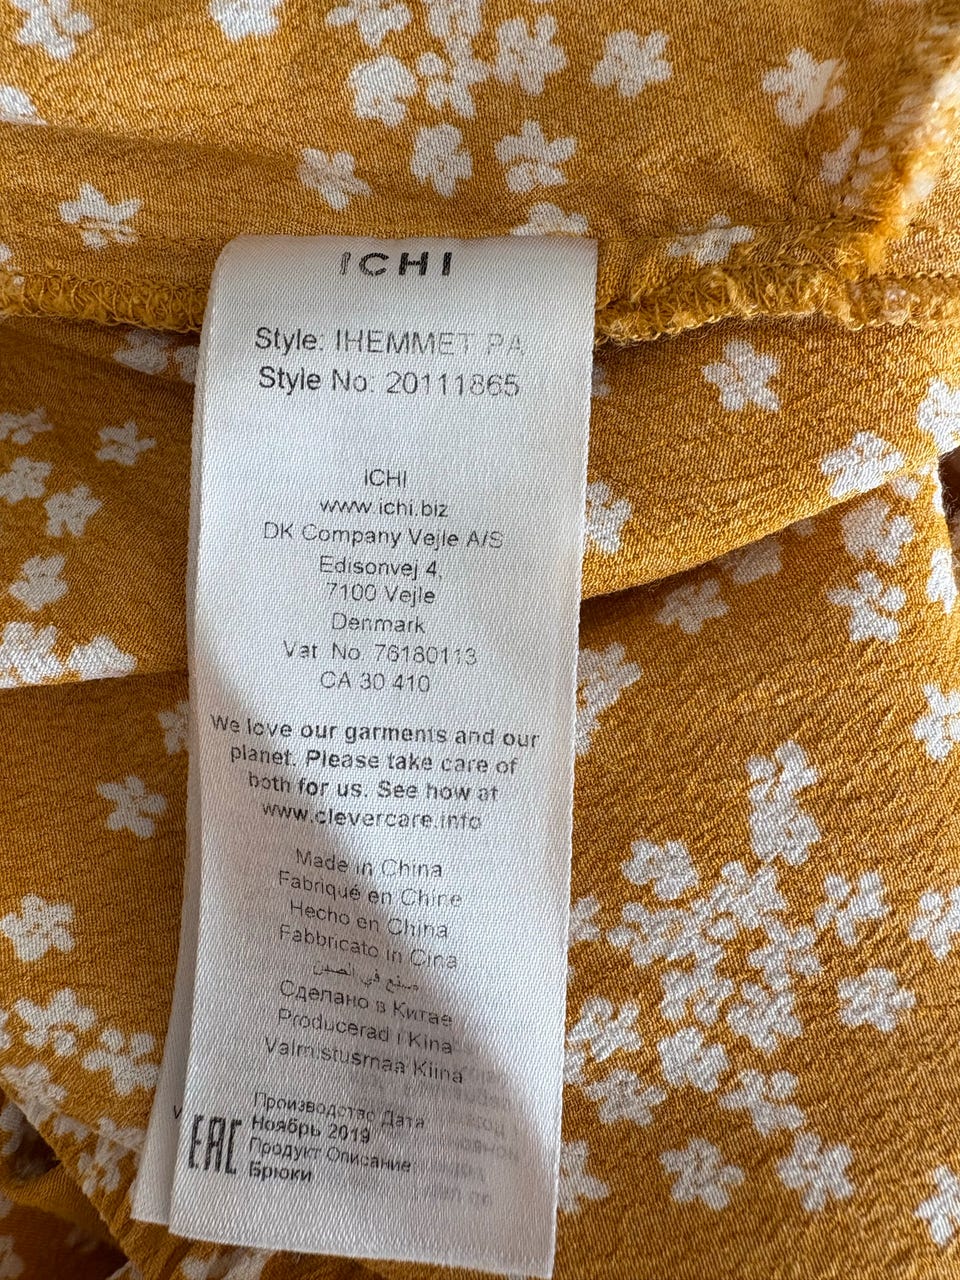 ICHI
Style: IHEMMET PA
Style No: 20111865
ICHI
www.ichi.biz
DK Company Vejle A/S
Edisonvej 4,
7100 Vejle
Denmark
Vat No. 76180113
CA 30 410
We love our garments and our
planet. Please take care of
both for us. See how at
www.clevercare.info
Made in China
Fabriqué en Chine
Hecho en China
Fabbricato in Cina
صنع في الصين
Сделано в Китае
Producerad i Kina
Valmistusmaa Kiina
Производство Дата
Ноябрь 2019
EAC
Продукт Описание:
Брюки